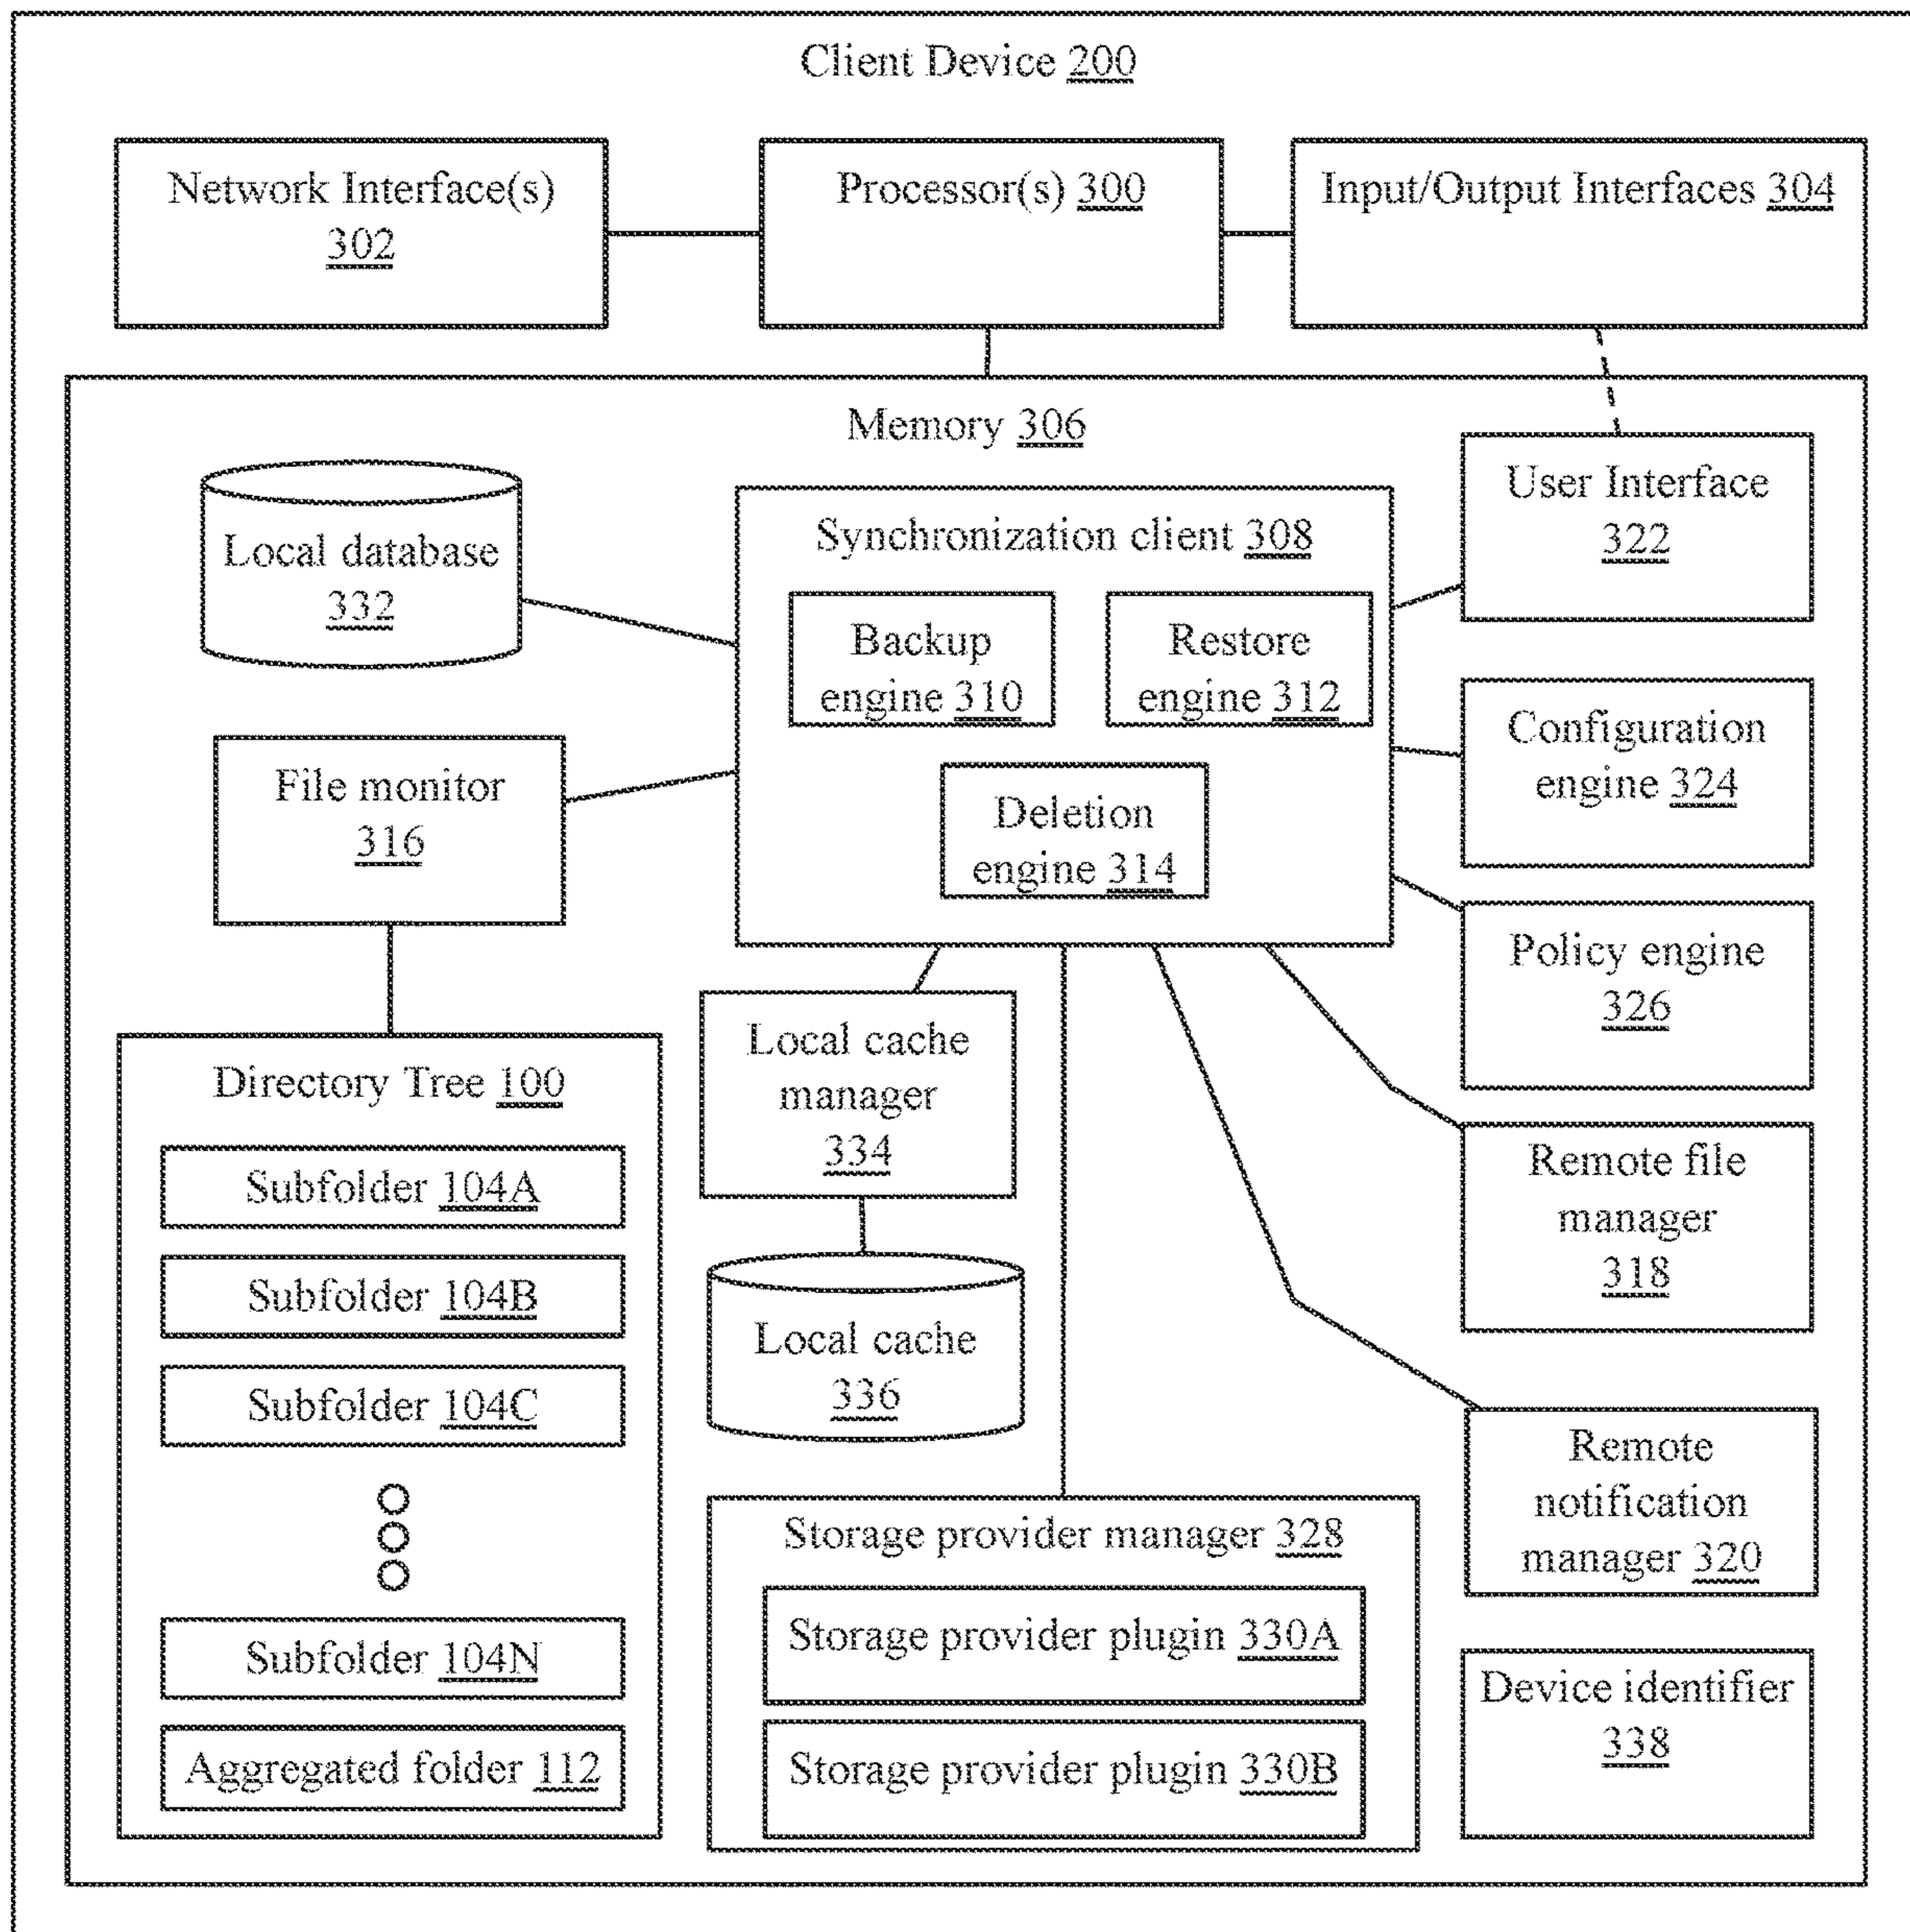 Client Device 200
Network Interface(s)
302
Processor(s) 300
Input/Output Interfaces 304
Memory 306
Local database
332
Synchronization client 308
Backup
engine 310
Restore
engine 312
Deletion
engine 314
User Interface
322
Configuration
engine 324
Policy engine
326
File monitor
316
Directory Tree 100
Subfolder 104A
Subfolder 104B
Subfolder 104C
Subfolder 104N
Aggregated folder 112
Local cache
manager
334
Local cache
336
Remote file
manager
318
Remote
notification
manager 320
Storage provider manager 328
Storage provider plugin 330A
Storage provider plugin 330B
Device identifier
338